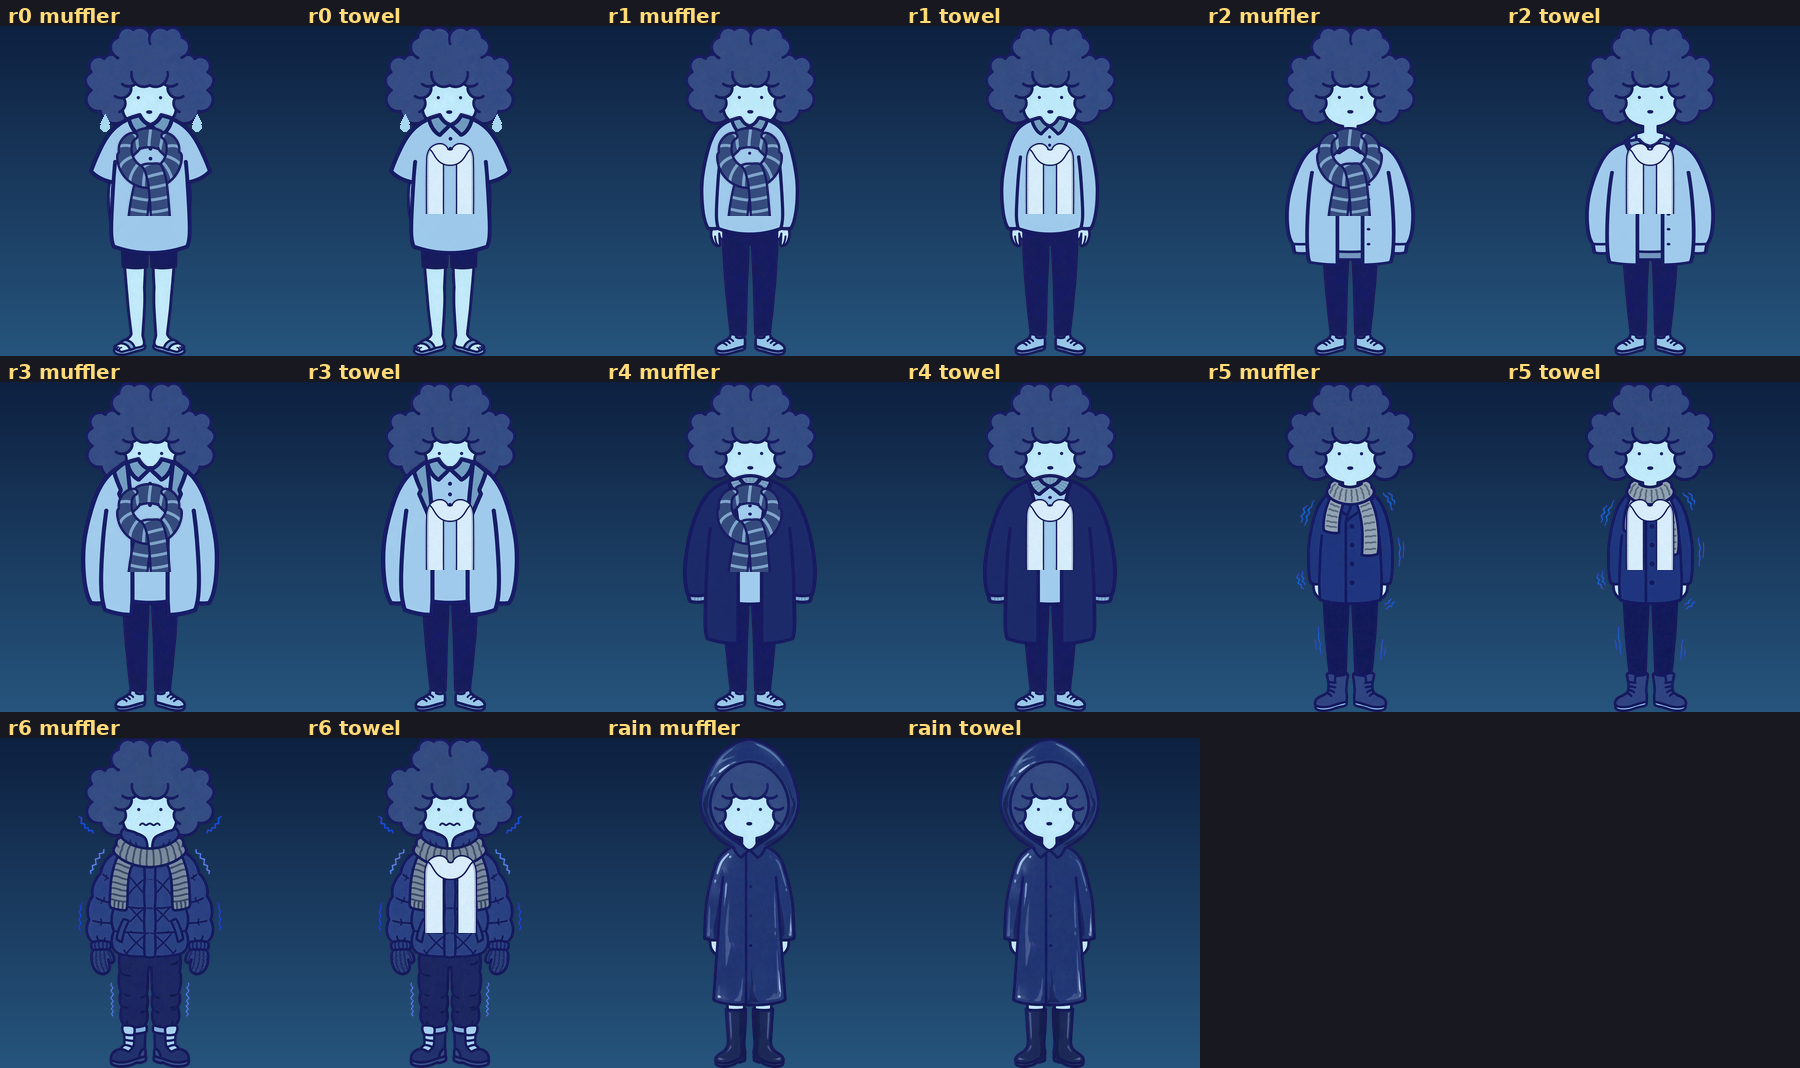 r0 muffler
r0 towel
r1 muffler
r1 towel
r2 muffler
r2 towel
r3 muffler
r3 towel
r4 muffler
r4 towel
r5 muffler
r5 towel
r6 muffler
r6 towel
rain muffler
rain towel